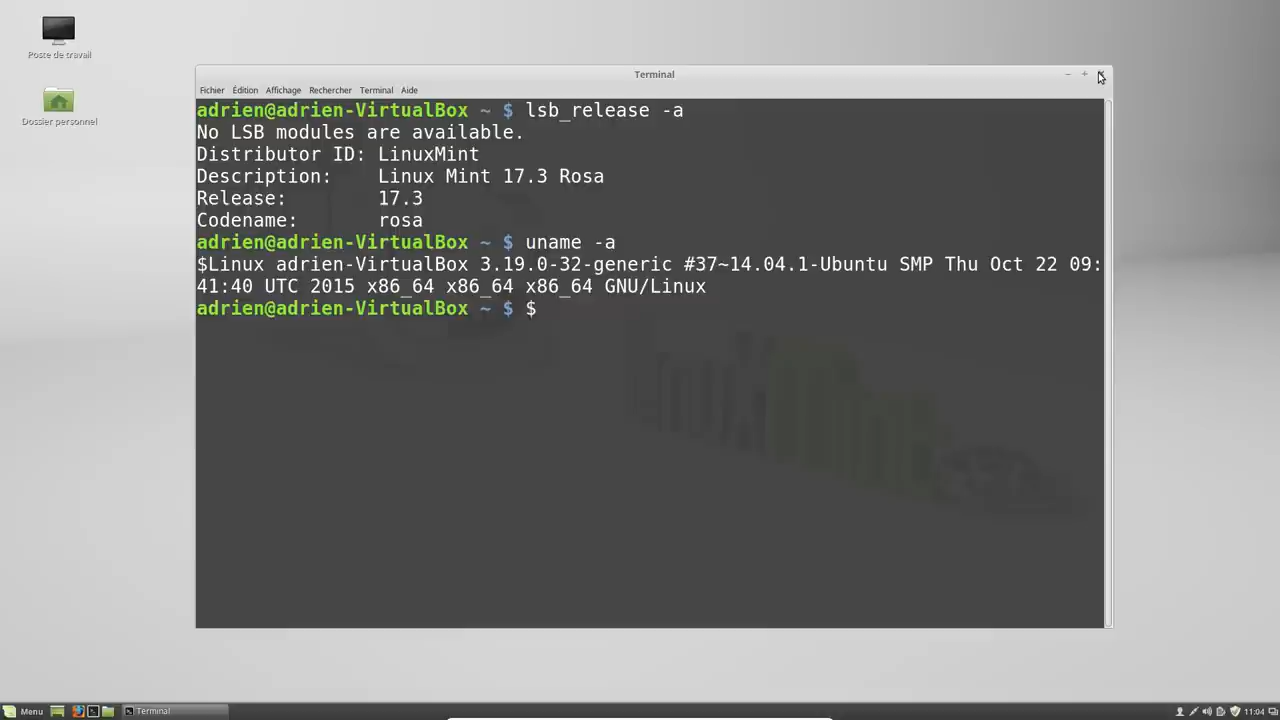 Poste de travail
Dossier personnel
Terminal
Fichier Édition Affichage Rechercher Terminal Aide
adrien@adrien-VirtualBox ~ $ lsb_release -a
No LSB modules are available.
Distributor ID: LinuxMint
Description: Linux Mint 17.3 Rosa
Release: 17.3
Codename: rosa
adrien@adrien-VirtualBox ~ $ uname -a
$Linux adrien-VirtualBox 3.19.0-32-generic #37~14.04.1-Ubuntu SMP Thu Oct 22 09:
41:40 UTC 2015 x86_64 x86_64 x86_64 GNU/Linux
adrien@adrien-VirtualBox ~ $ $
Menu Terminal 11:04